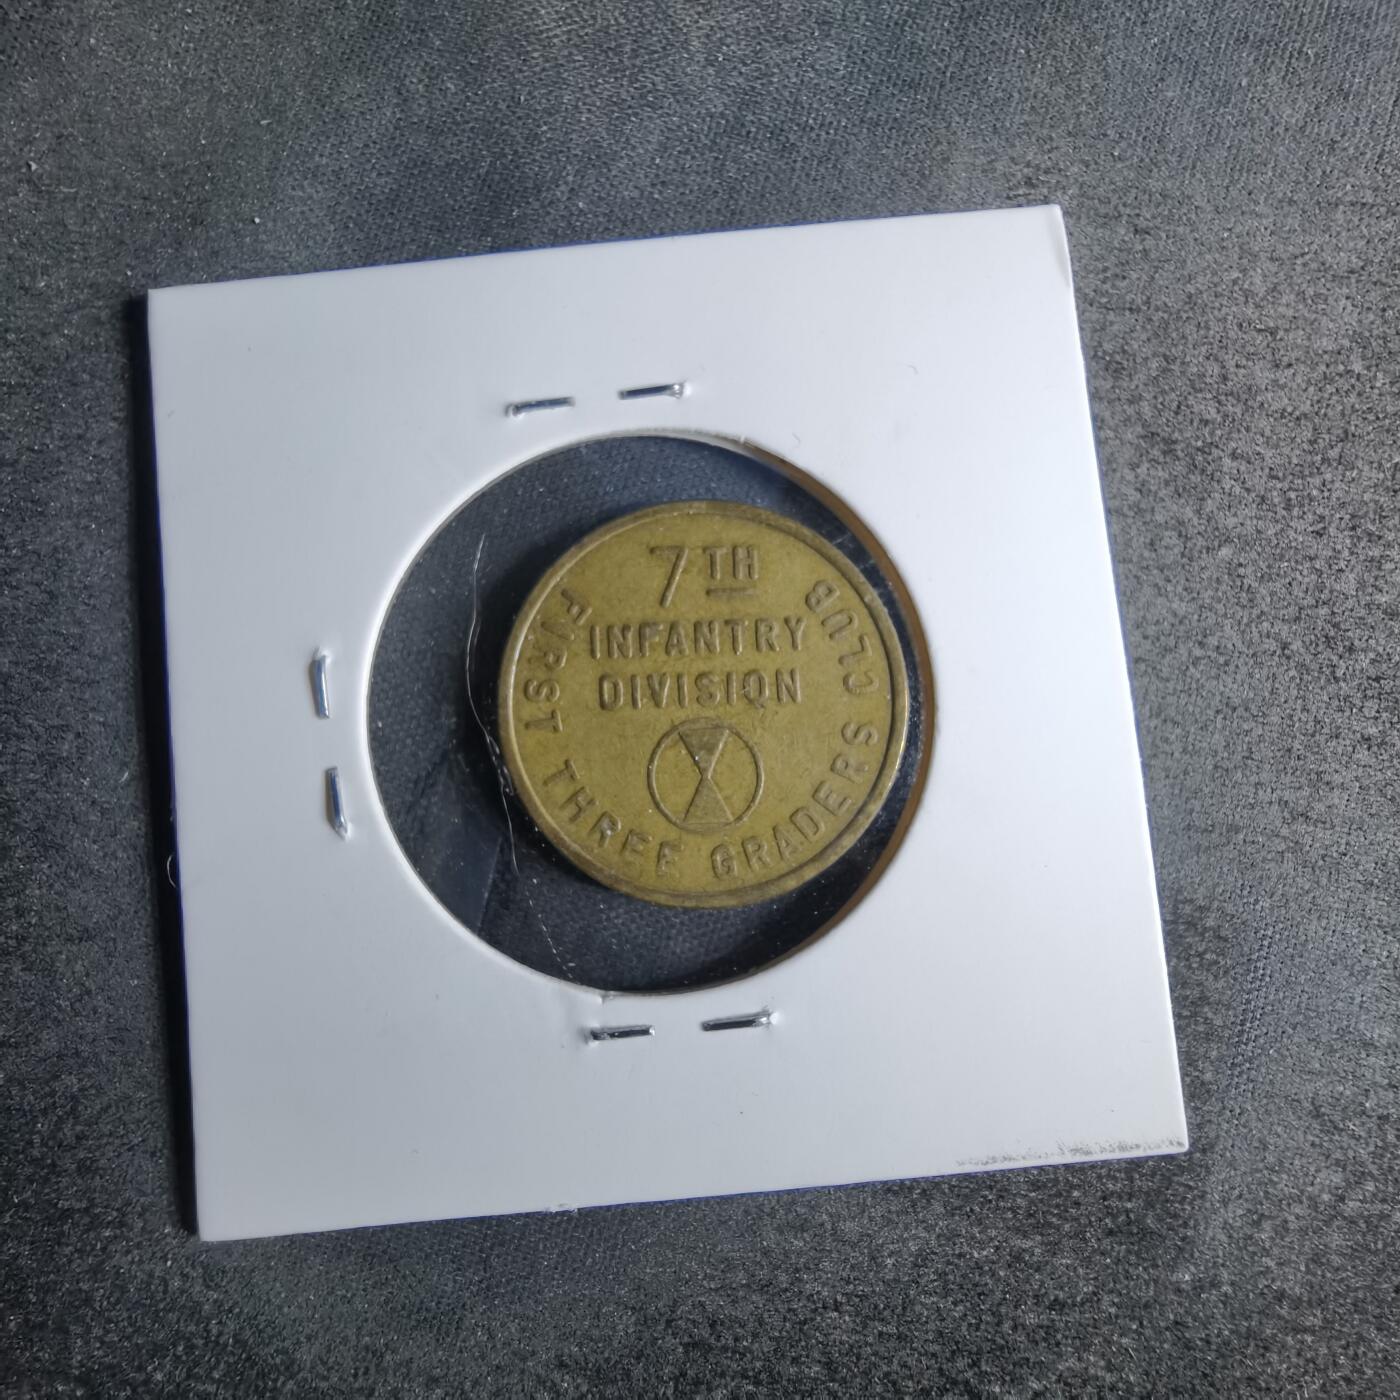 7TH
INFANTRY
DIVISION
FIRST THREE GRADERS CLUB